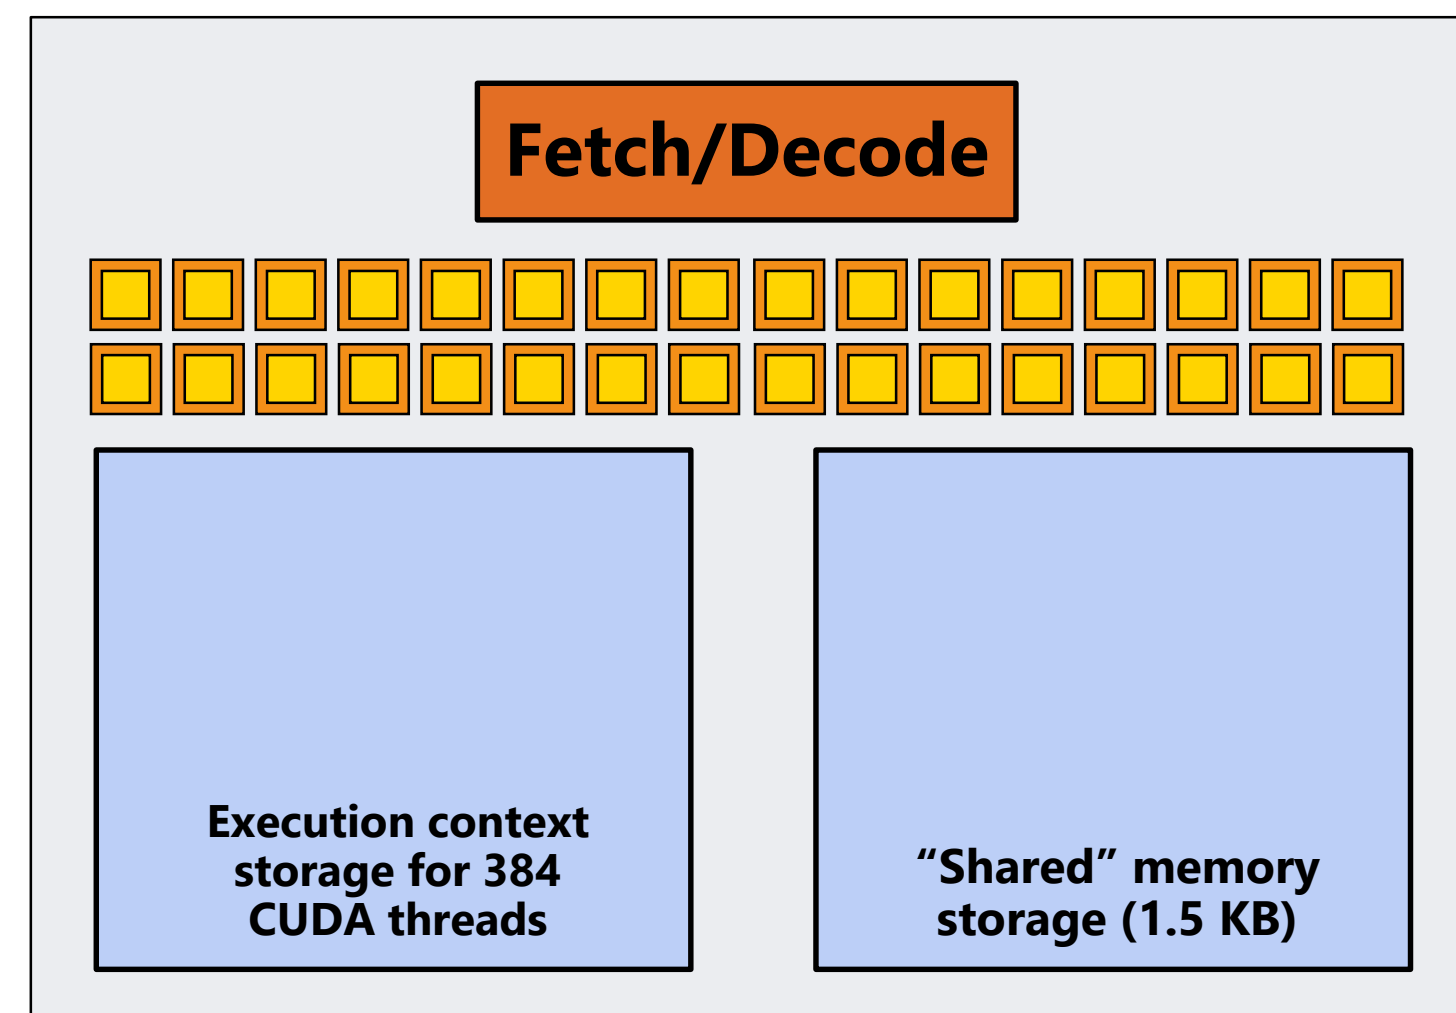 Fetch/Decode
Execution context
storage for 384
CUDA threads
“Shared” memory
storage (1.5 KB)